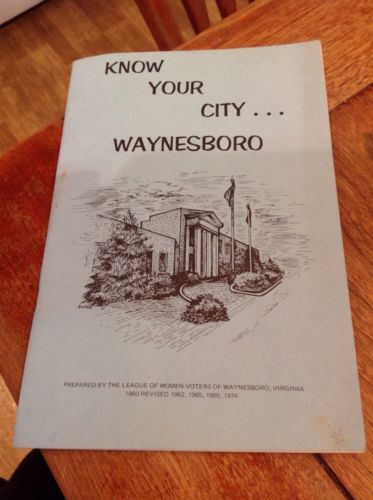 KNOW
YOUR
CITY...
WAYNESBORO
PREPARED BY THE LEAGUE OF WOMEN VOTERS OF WAYNESBORO, VIRGINIA
1960 REVISED 1962, 1965, 1969, 1974